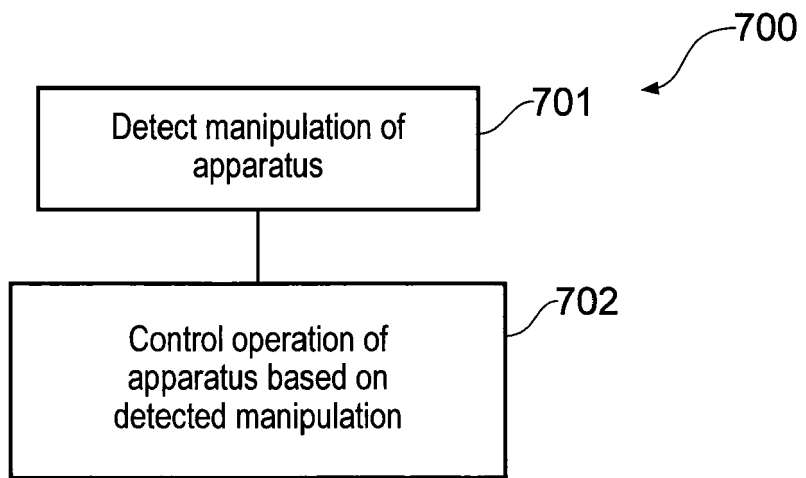 700
701
Detect manipulation of
apparatus
702
Control operation of
apparatus based on
detected manipulation